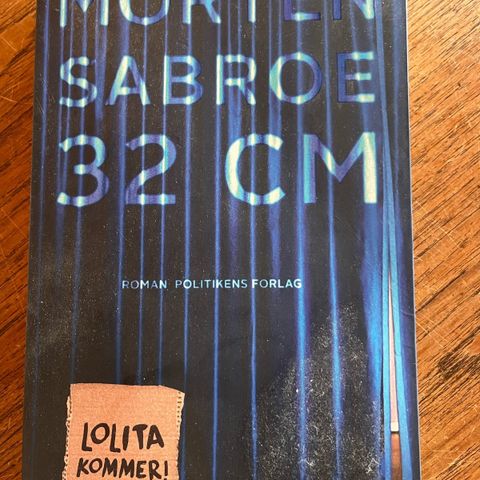 MORTEN
SABROE
32 CM
ROMAN POLITIKENS FORLAG
LOLITA
KOMMER!